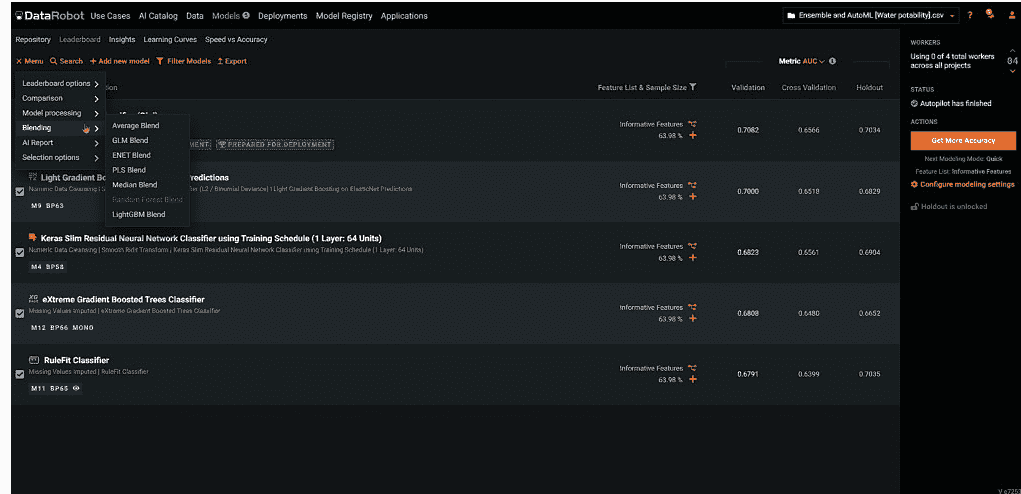 DataRobot Use Cases AI Catalog Data Models Deployments Model Registry Applications
Ensemble and AutoML [Water potability].csv
Repository Leaderboard Insights Learning Curves Speed vs Accuracy
Menu Search + Add new model Filter Models Export
Metric AUC
Feature List & Sample Size Validation Cross Validation Holdout
Leaderboard options
Comparison
Model processing
Blending
AI Report
Selection options
Average Blend
GLM Blend
ENET Blend
PLS Blend
Median Blend
Random Forest Blend
LightGBM Blend
PREPARED FOR DEPLOYMENT
Informative Features
63.98 % + 0.7082 0.6566 0.7034
Light Gradient Bo
Predictions
Numeric Data Cleansing
Classifier (L2 / Binomial Deviance) | Light Gradient Boosting on ElasticNet Predictions
M9 BP63
Informative Features
63.98 % + 0.7000 0.6518 0.6829
Keras Slim Residual Neural Network Classifier using Training Schedule (1 Layer: 64 Units)
Numeric Data Cleansing | Smooth Ridit Transform | Keras Slim Residual Neural Network Classifier using Training Schedule (1 Layer: 64 Units)
M4 BP58
Informative Features
63.98 % + 0.6823 0.6561 0.6904
eXtreme Gradient Boosted Trees Classifier
Missing Values Imputed | eXtreme Gradient Boosted Trees Classifier
M12 BP66 MONO
Informative Features
63.98 % + 0.6808 0.6480 0.6652
RuleFit Classifier
Missing Values Imputed | RuleFit Classifier
M11 BP65
Informative Features
63.98 % + 0.6791 0.6399 0.7035
WORKERS
Using 0 of 4 total workers
across all projects
04
STATUS
Autopilot has finished
ACTIONS
Get More Accuracy
Next Modeling Mode: Quick
Feature List: Informative Features
Configure modeling settings
Holdout is unlocked